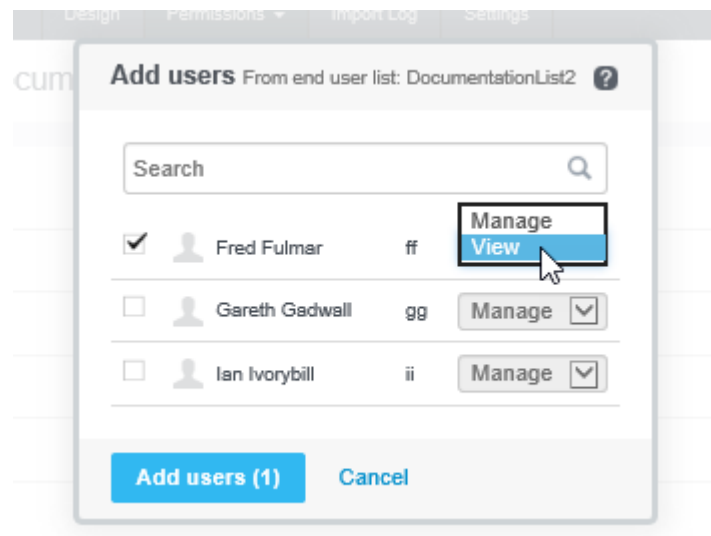 Design Permissions Import Log Settings
cum
Add users From end user list: DocumentationList2 ?
Search
Manage
Fred Fulmar ff View
Gareth Gadwall gg Manage
Ian Ivorybill ii Manage
Add users (1) Cancel